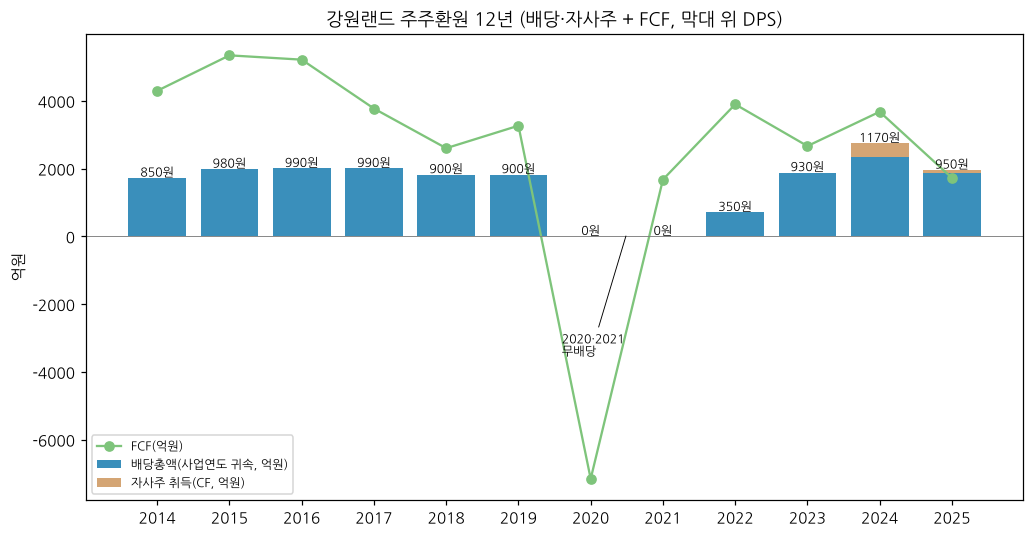 강원랜드 주주환원 12년 (배당·자사주 + FCF, 막대 위 DPS)
억원
4000
2000
0
-2000
-4000
-6000
850원
980원
990원
990원
900원
900원
0원
0원
350원
930원
1170원
950원
2020·2021
무배당
FCF(억원)
배당총액(사업연도 귀속, 억원)
자사주 취득(CF, 억원)
2014 2015 2016 2017 2018 2019 2020 2021 2022 2023 2024 2025